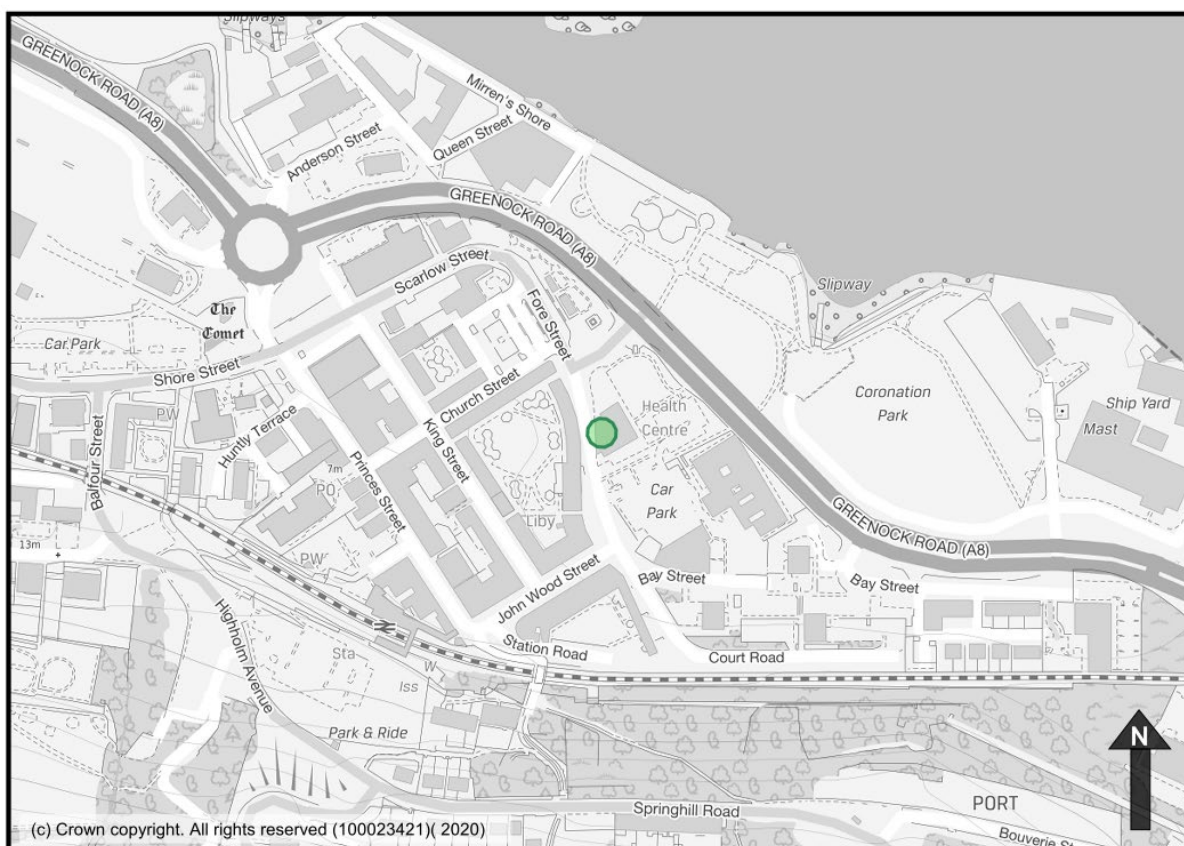 Slipways
GREENOCK ROAD (A8)
Mirren's Shore
Anderson Street
Queen Street
GREENOCK ROAD (A8)
Scarlow Street
Slipway
The
Comet
Fore Street
Car Park
Shore Street
Coronation
Park
Ship Yard
Mast
PW
Church Street
Health
Centre
Huntly Terrace
Balfour Street
King Street
7m
Princes Street
PO
Car
Park
Liby
GREENOCK ROAD (A8)
13m
PW
John Wood Street
Bay Street
Bay Street
Highholm Avenue
Sta
Station Road
W
Court Road
Iss
Park & Ride
N
PORT
Springhill Road
(c) Crown copyright. All rights reserved (100023421)( 2020)
Bouverie St